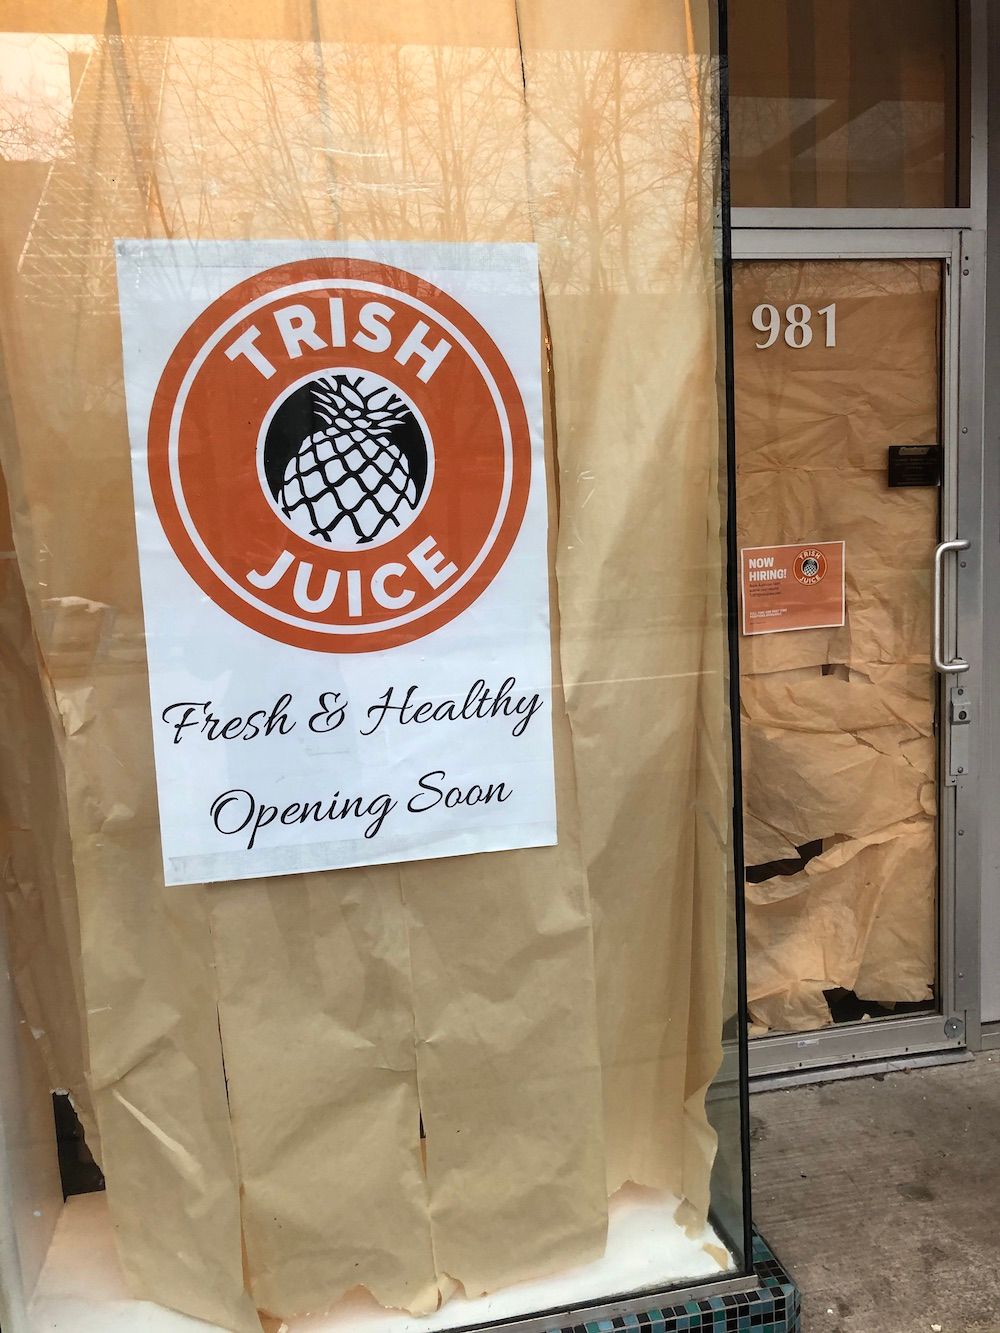 TRISH
JUICE
Fresh & Healthy
Opening Soon
981
NOW
HIRING!
TRISH
JUICE